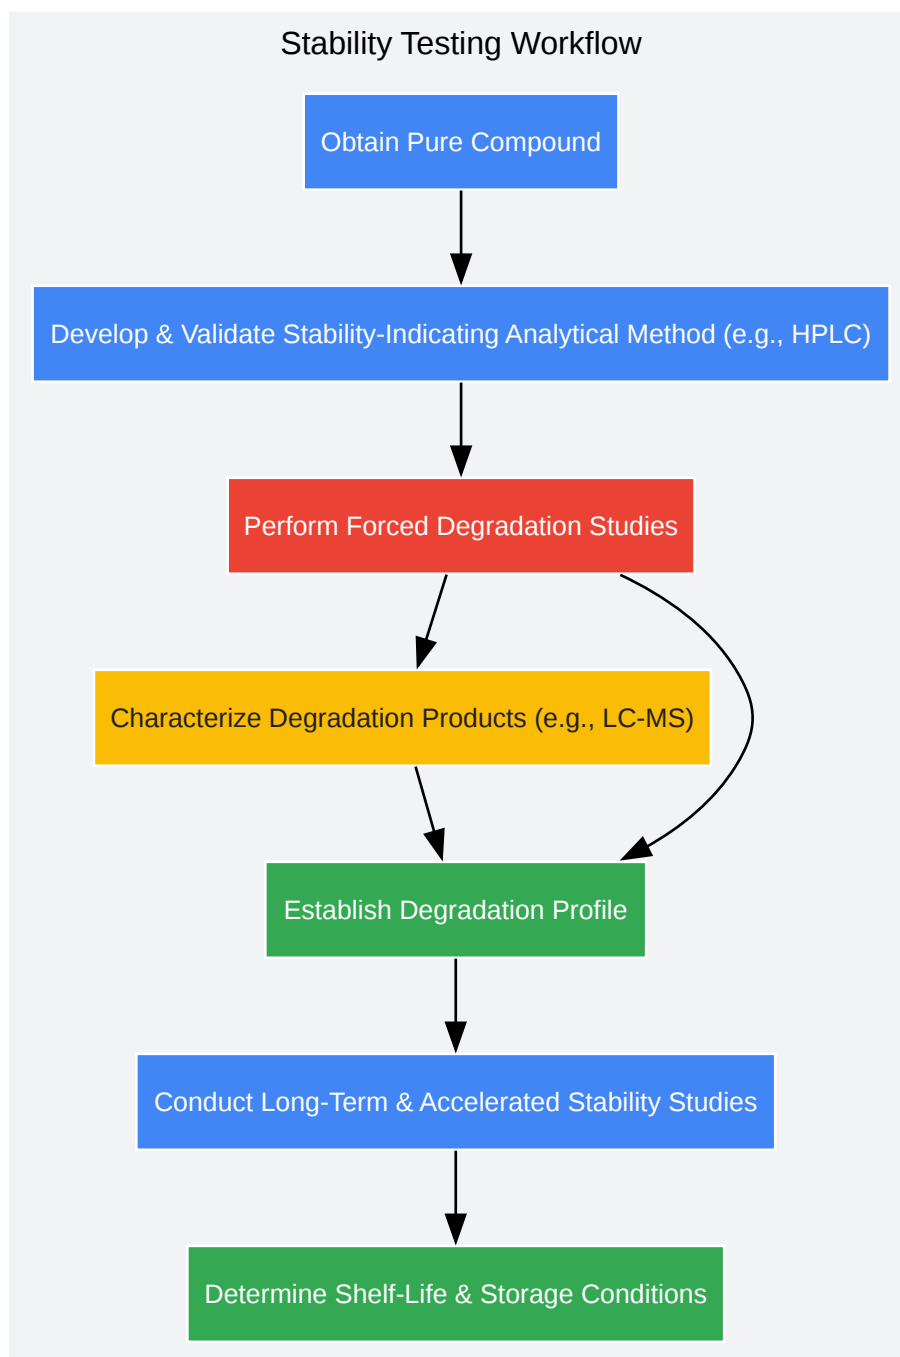 Stability Testing Workflow
Obtain Pure Compound
Develop & Validate Stability-Indicating Analytical Method (e.g., HPLC)
Perform Forced Degradation Studies
Characterize Degradation Products (e.g., LC-MS)
Establish Degradation Profile
Conduct Long-Term & Accelerated Stability Studies
Determine Shelf-Life & Storage Conditions